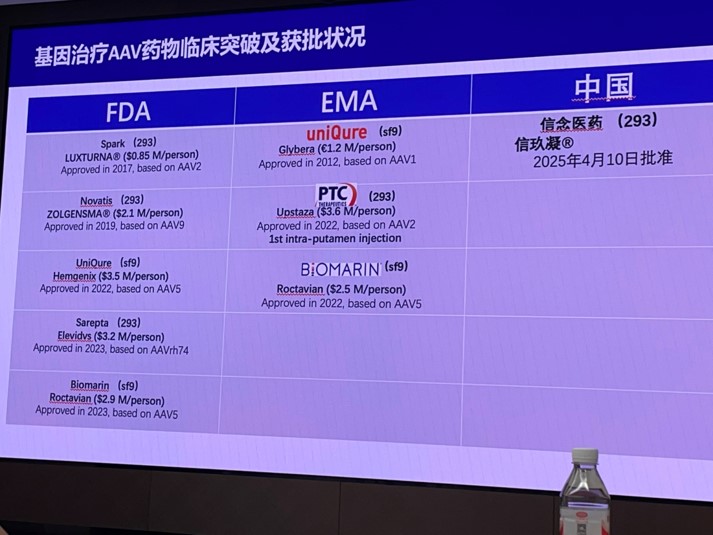 基因治疗AAV药物临床突破及获批状况
FDA
EMA
中国
Spark (293)
LUXTURNA® ($0.85 M/person)
Approved in 2017, based on AAV2
uniQure (sf9)
Glybera (€1.2 M/person)
Approved in 2012, based on AAV1
信念医药 (293)
信玖凝®
2025年4月10日批准
Novatis (293)
ZOLGENSMA® ($2.1 M/person)
Approved in 2019, based on AAV9
PTC (293)
THERAPEUTICS
Upstaza ($3.6 M/person)
Approved in 2022, based on AAV2
1st intra-putamen injection
UniQure (sf9)
Hemgenix ($3.5 M/person)
Approved in 2022, based on AAV5
BIOMARIN (sf9)
Roctavian ($2.5 M/person)
Approved in 2022, based on AAV5
Sarepta (293)
Elevidvs ($3.2 M/person)
Approved in 2023, based on AAVrh74
Biomarin (sf9)
Roctavian ($2.9 M/person)
Approved in 2023, based on AAV5